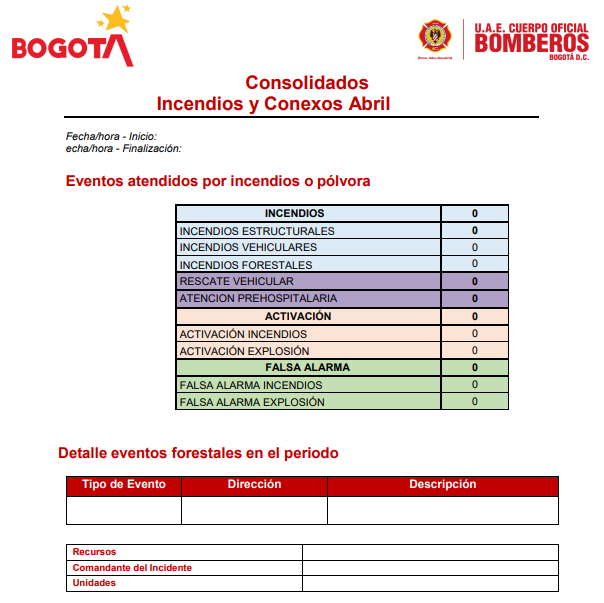 BOGOTÁ
U.A.E. CUERPO OFICIAL
BOMBEROS
BOGOTÁ D.C.
Consolidados
Incendios y Conexos Abril
Fecha/hora - Inicio:
echa/hora - Finalización:
Eventos atendidos por incendios o pólvora
INCENDIOS 0
INCENDIOS ESTRUCTURALES 0
INCENDIOS VEHICULARES 0
INCENDIOS FORESTALES 0
RESCATE VEHICULAR 0
ATENCION PREHOSPITALARIA 0
ACTIVACIÓN 0
ACTIVACIÓN INCENDIOS 0
ACTIVACIÓN EXPLOSIÓN 0
FALSA ALARMA 0
FALSA ALARMA INCENDIOS 0
FALSA ALARMA EXPLOSIÓN 0
Detalle eventos forestales en el periodo
Tipo de Evento Dirección Descripción
Recursos
Comandante del Incidente
Unidades